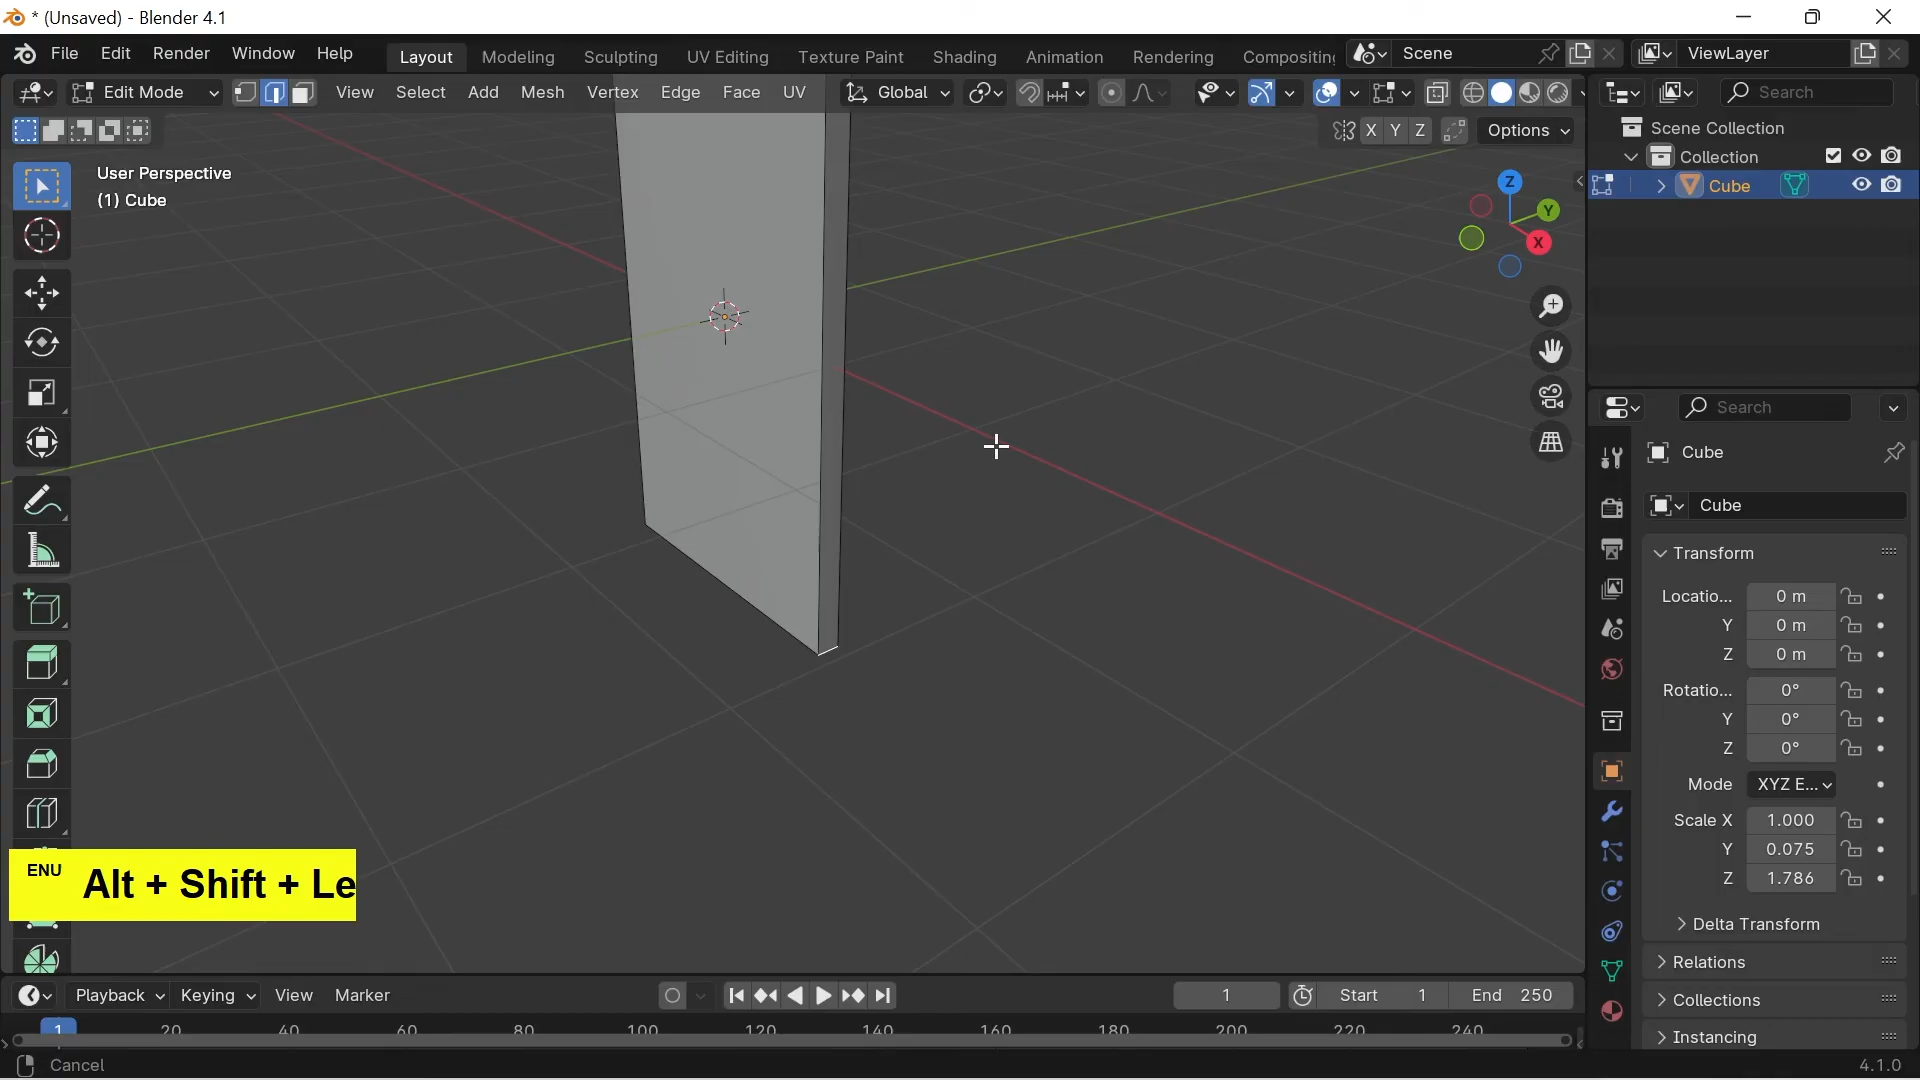 * (Unsaved) - Blender 4.1
File Edit Render Window Help
Layout Modeling Sculpting UV Editing Texture Paint Shading Animation Rendering Compositing
Scene
ViewLayer
Edit Mode
View Select Add Mesh Vertex Edge Face UV
Global
Search
X Y Z
Options
User Perspective
(1) Cube
Z
Y
X
Scene Collection
Collection
Cube
Search
Cube
Cube
Transform
Locatio... 0 m
Y 0 m
Z 0 m
Rotatio... 0°
Y 0°
Z 0°
Mode XYZ E...
Scale X 1.000
Y 0.075
Z 1.786
Delta Transform
Relations
Collections
Instancing
ENU Alt + Shift + Le
Playback Keying View Marker
1
Start 1
End 250
1 20 40 60 80 100 120 140 160 180 200 220 240
Cancel
4.1.0